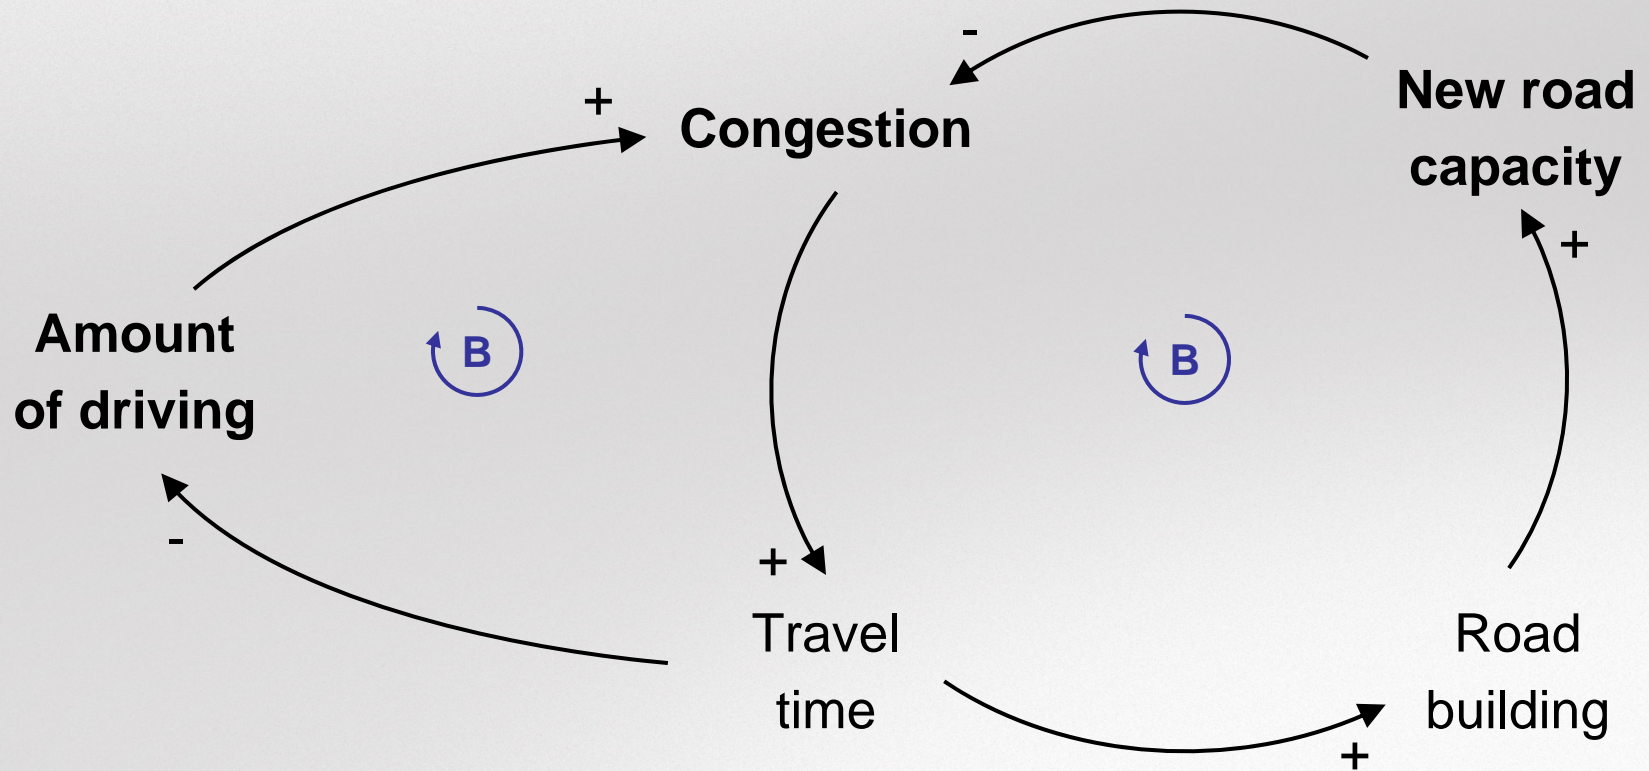 -
New road
capacity
+
Congestion
+
Amount
of driving
B
B
-
+
Travel
time
Road
building
+